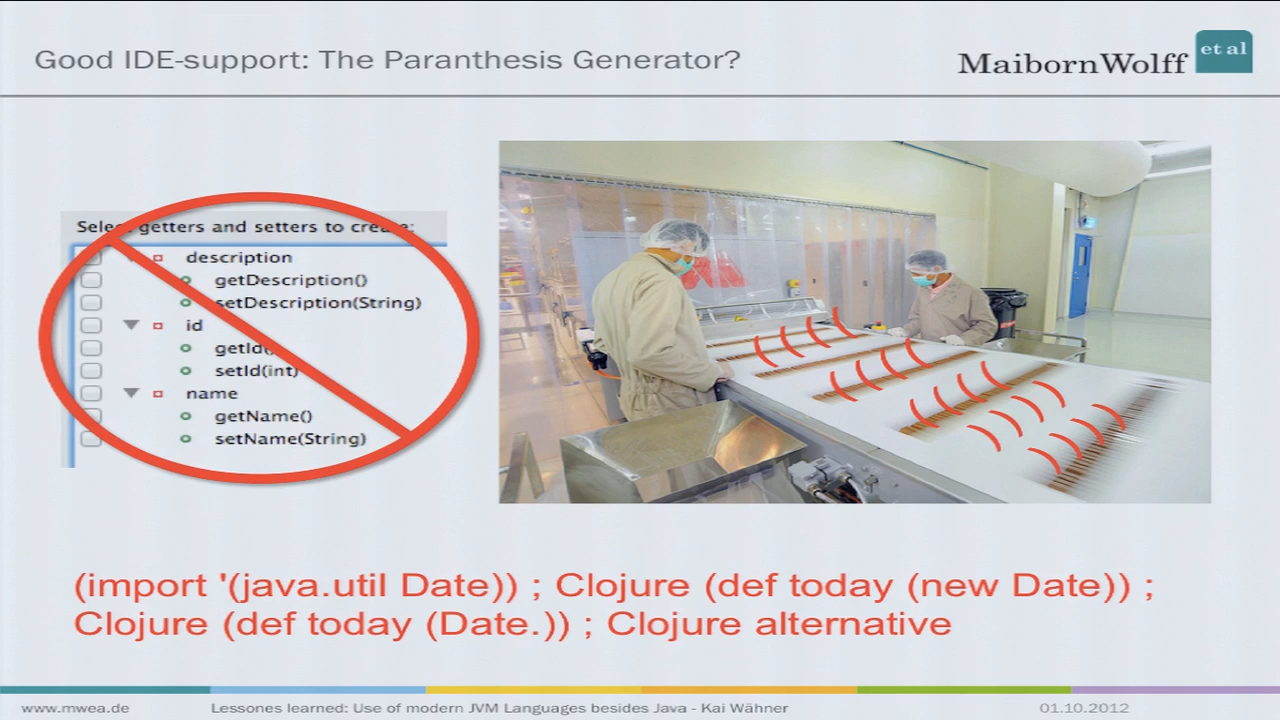 Good IDE-support: The Paranthesis Generator?
MaibornWolff et al
Select getters and setters to create:
description
getDescription()
setDescription(String)
id
getId()
setId(int)
name
getName()
setName(String)
(import '(java.util Date)) ; Clojure (def today (new Date)) ;
Clojure (def today (Date.)) ; Clojure alternative
www.mwea.de
Lessones learned: Use of modern JVM Languages besides Java - Kai Wähner
01.10.2012